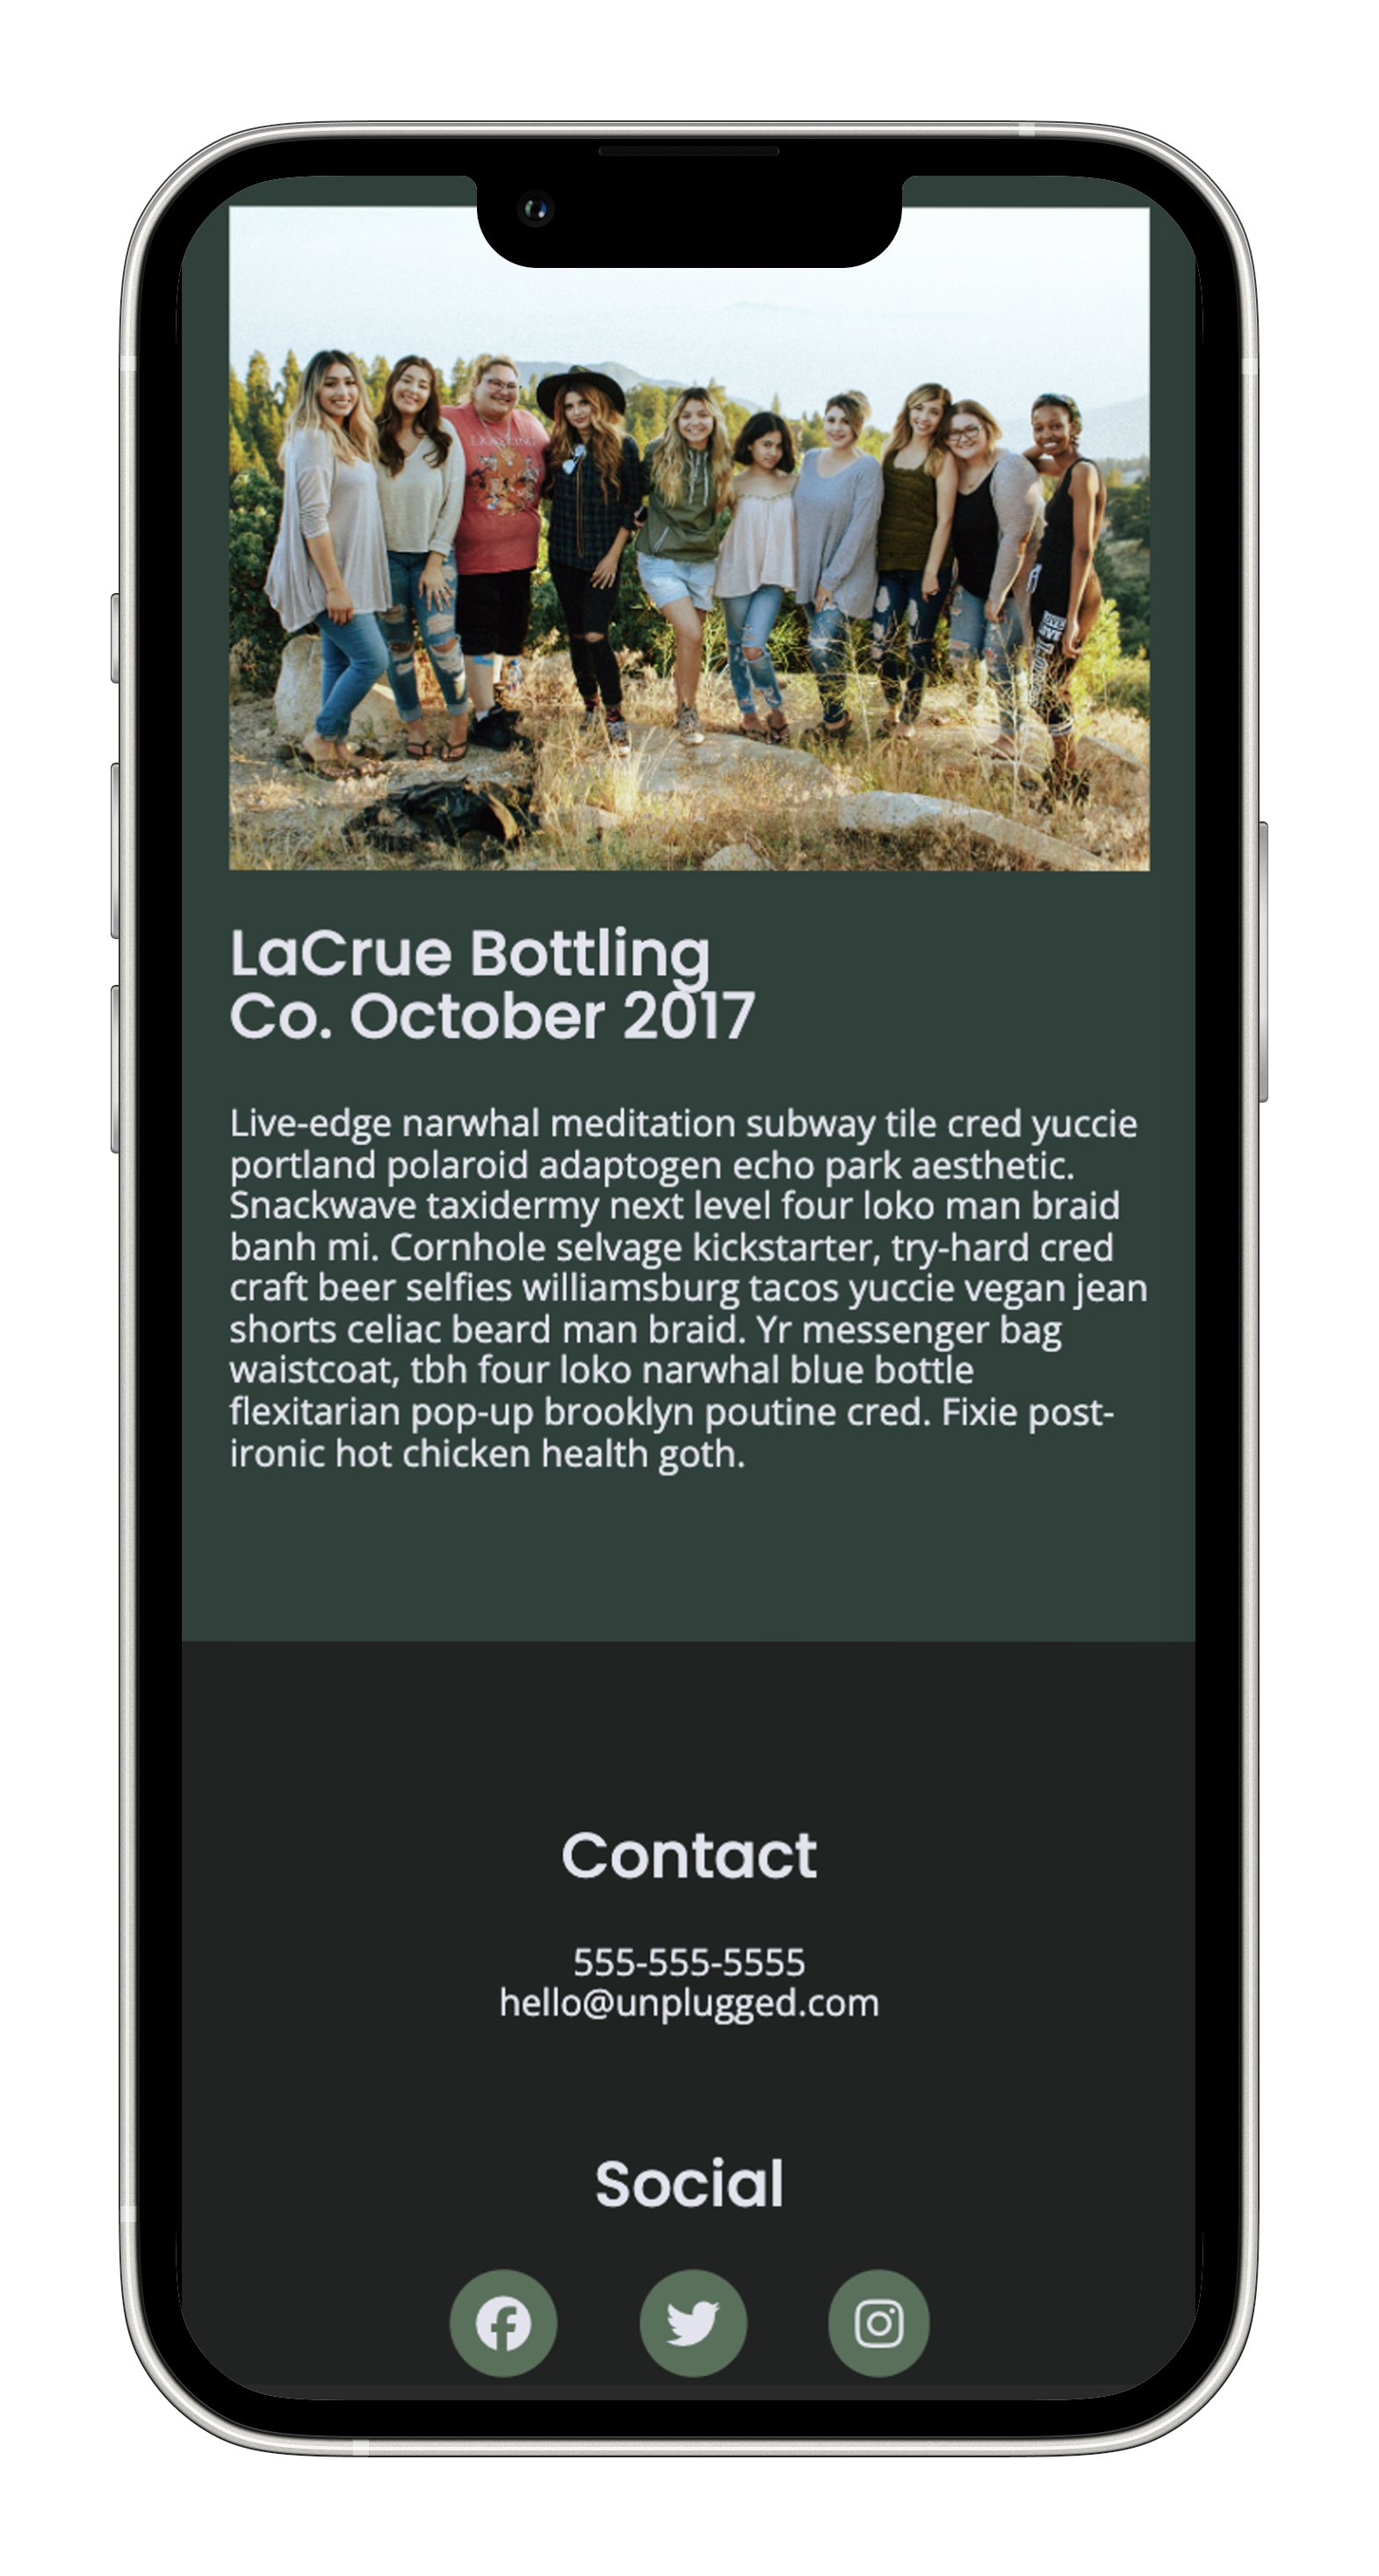 LaCrue Bottling
Co. October 2017
Live-edge narwhal meditation subway tile cred yuccie
portland polaroid adaptogen echo park aesthetic.
Snackwave taxidermy next level four loko man braid
banh mi. Cornhole selvage kickstarter, try-hard cred
craft beer selfies williamsburg tacos yuccie vegan jean
shorts celiac beard man braid. Yr messenger bag
waistcoat, tbh four loko narwhal blue bottle
flexitarian pop-up brooklyn poutine cred. Fixie post-
ironic hot chicken health goth.
Contact
555-555-5555
hello@unplugged.com
Social